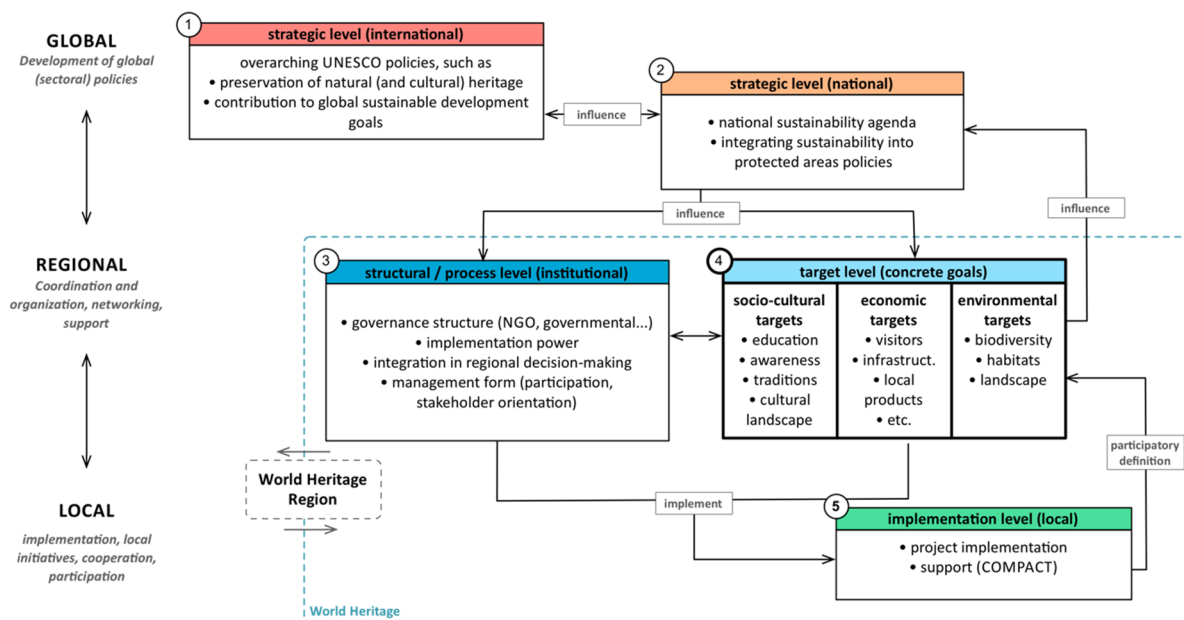 GLOBAL
Development of global
(sectoral) policies
1
strategic level (international)
overarching UNESCO policies, such as
• preservation of natural (and cultural) heritage
• contribution to global sustainable development
goals
influence
2
strategic level (national)
• national sustainability agenda
• integrating sustainability into
protected areas policies
influence
influence
REGIONAL
Coordination and
organization, networking,
support
3
structural / process level (institutional)
• governance structure (NGO, governmental...)
• implementation power
• integration in regional decision-making
• management form (participation,
stakeholder orientation)
4
target level (concrete goals)
socio-cultural
targets
• education
• awareness
• traditions
• cultural
landscape
economic
targets
• visitors
• infrastruct.
• local
products
• etc.
environmental
targets
• biodiversity
• habitats
• landscape
participatory
definition
World Heritage
Region
implement
LOCAL
implementation, local
initiatives, cooperation,
participation
5
implementation level (local)
• project implementation
• support (COMPACT)
World Heritage